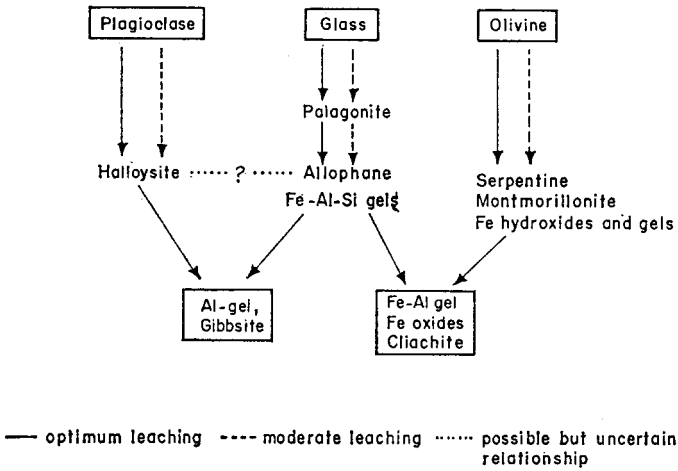 Plagioclase
Glass
Olivine
Palagonite
Halloysite ...... ? ...... Allophane
Fe-Al-Si gels
Serpentine
Montmorillonite
Fe hydroxides and gels
Al-gel,
Gibbsite
Fe-Al gel
Fe oxides
Cliachite
optimum leaching
moderate leaching
possible but uncertain
relationship